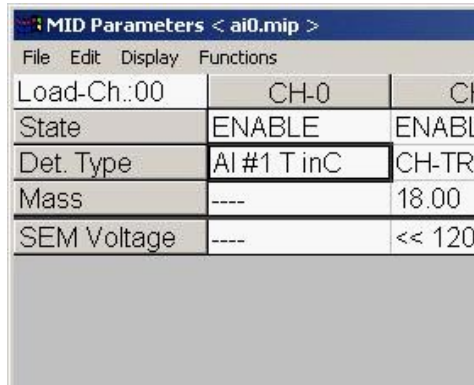 MID Parameters < ai0.mip >
File Edit Display Functions
Load-Ch.:00 CH-0
State ENABLE
Det. Type AI #1 T inC
Mass ---- 18.00
SEM Voltage ---- <<